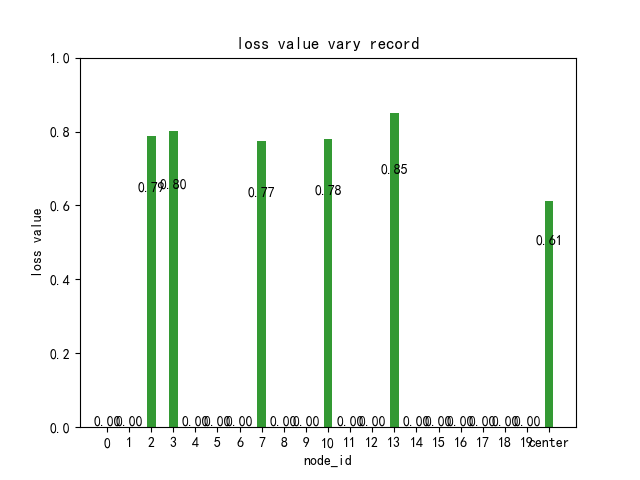 loss value vary record
1.0
0.8
0.6
0.4
0.2
0.0
loss value
0.00 0.00 0.79 0.80 0.00 0.00 0.00 0.77 0.00 0.00 0.78 0.00 0.00 0.85 0.00 0.00 0.00 0.00 0.00 0.00 0.61
0 1 2 3 4 5 6 7 8 9 10 11 12 13 14 15 16 17 18 19 center
node_id